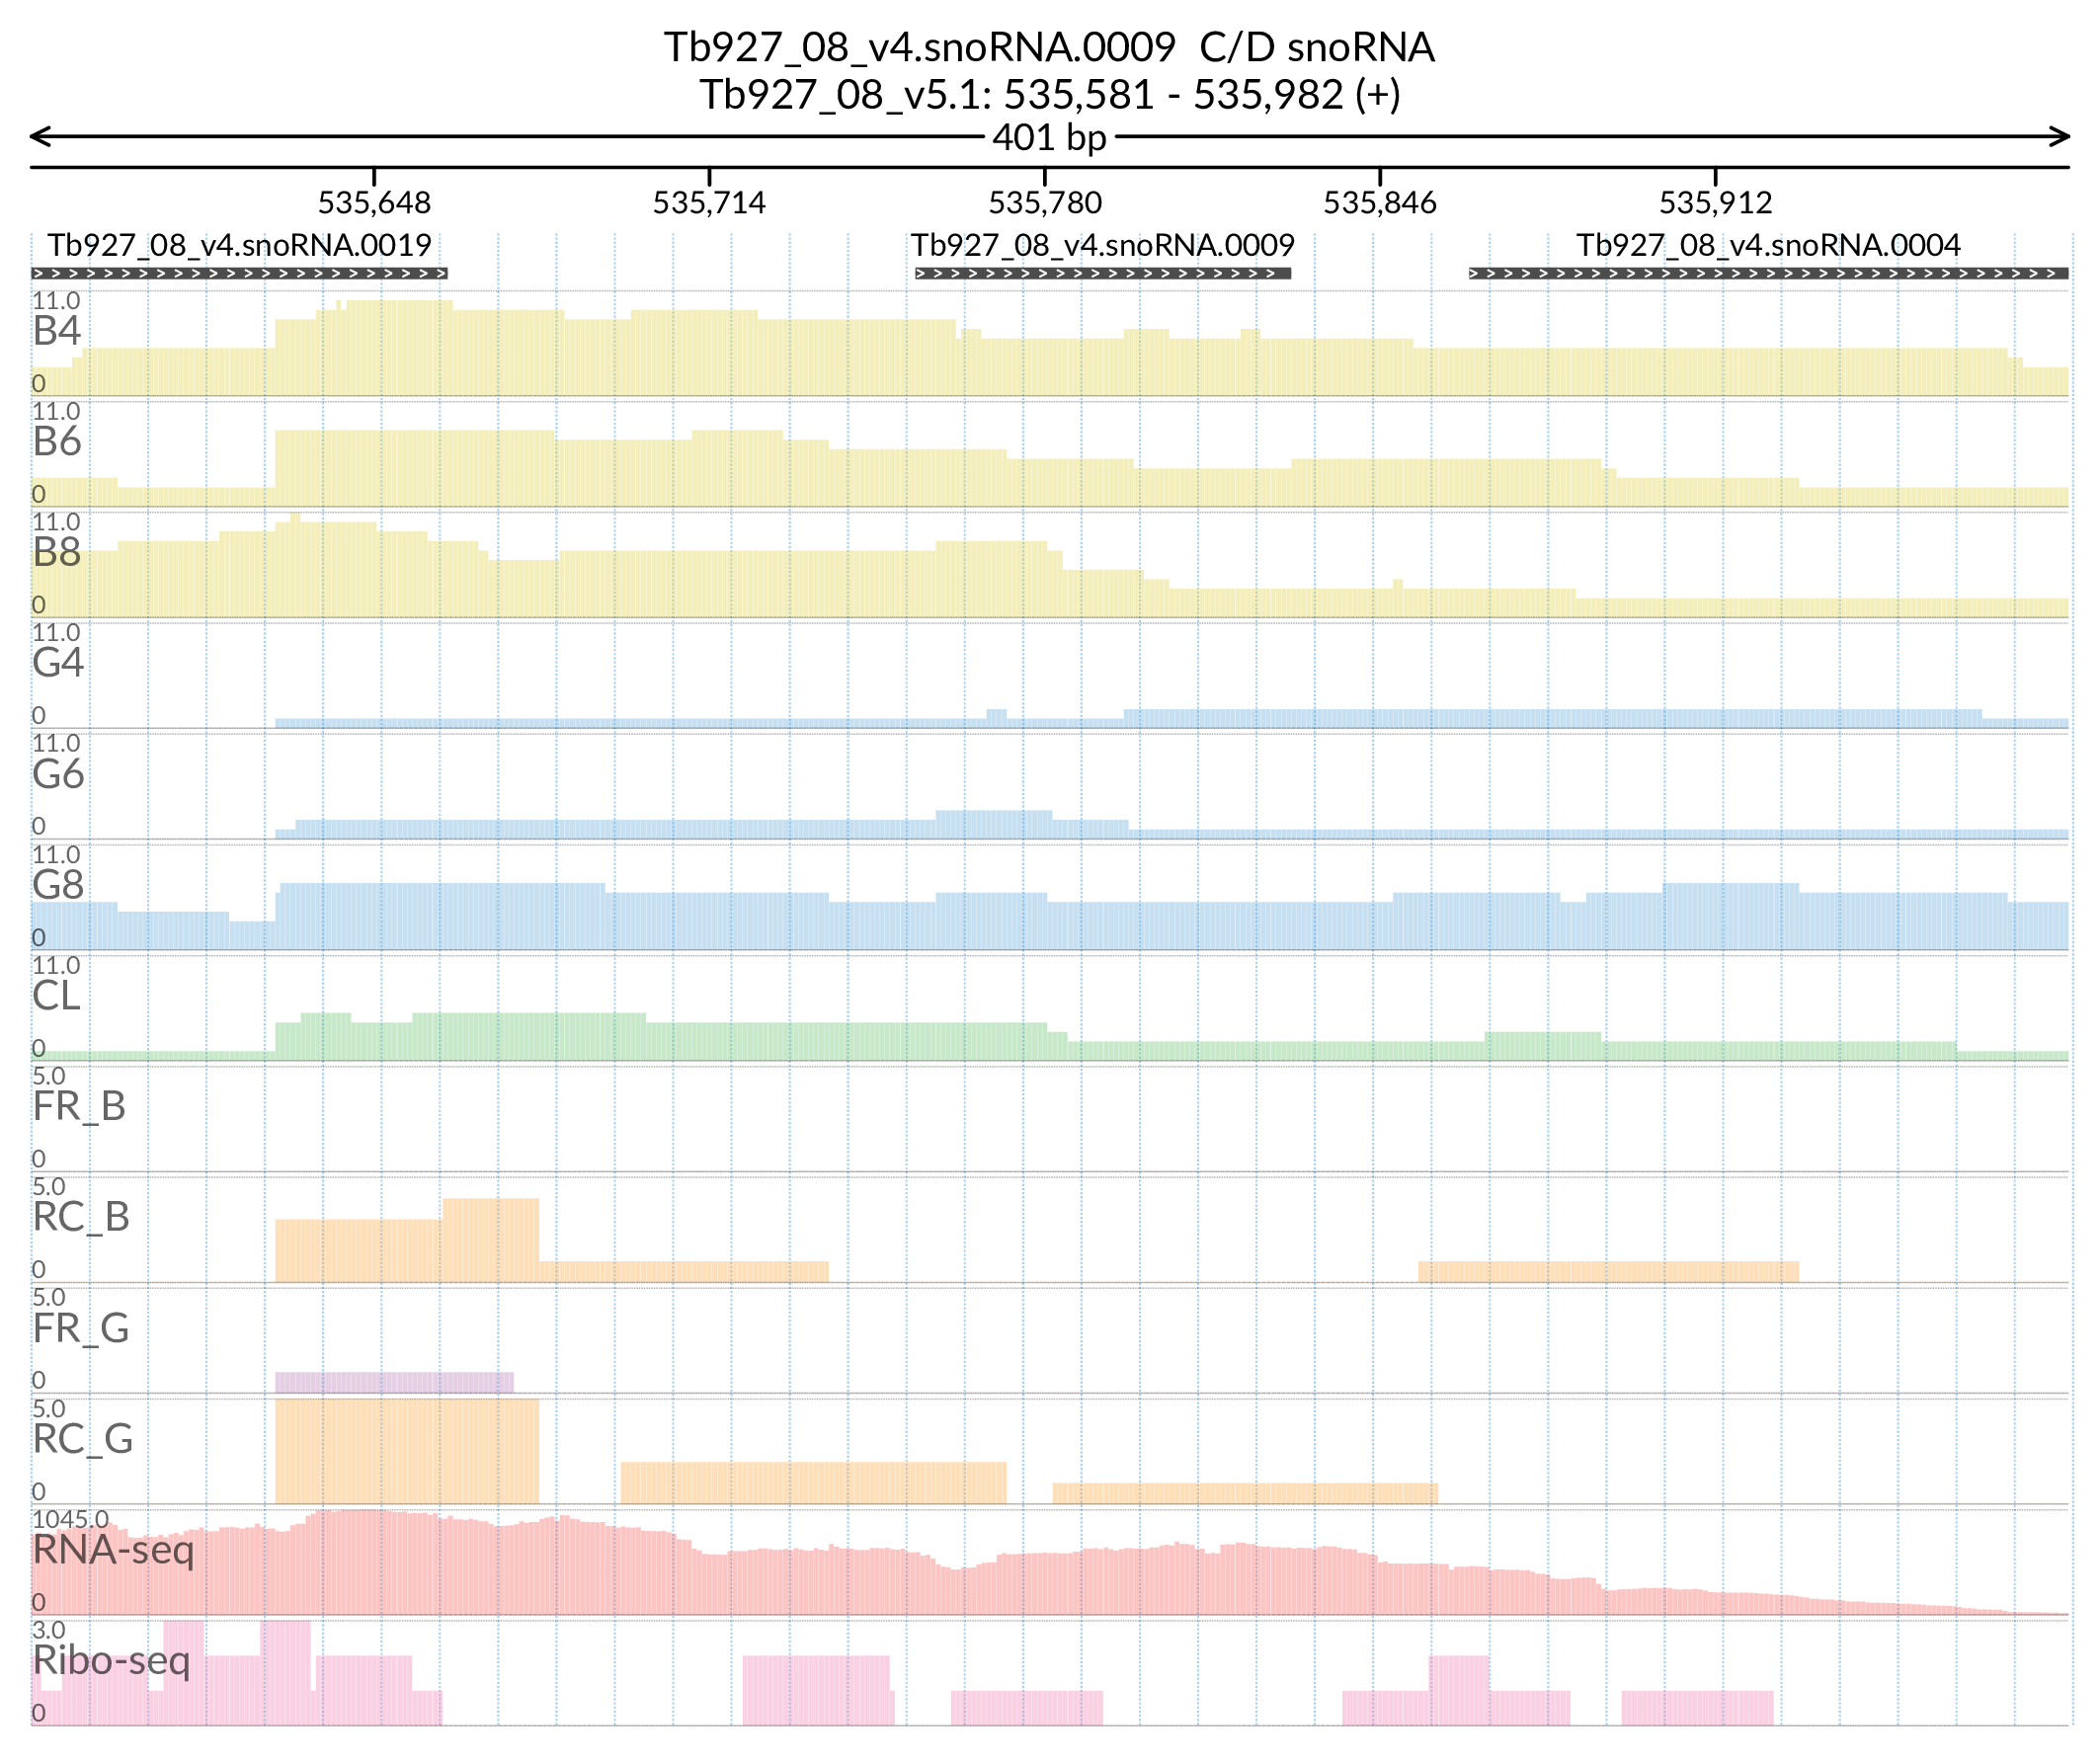 Tb927_08_v4.snoRNA.0009 C/D snoRNA
Tb927_08_v5.1: 535,581 - 535,982 (+)
401 bp
535,648 535,714 535,780 535,846 535,912
Tb927_08_v4.snoRNA.0019 Tb927_08_v4.snoRNA.0009 Tb927_08_v4.snoRNA.0004
11.0
B4
0
11.0
B6
0
11.0
B8
0
11.0
G4
0
11.0
G6
0
11.0
G8
0
11.0
CL
0
5.0
FR_B
0
5.0
RC_B
0
5.0
FR_G
0
5.0
RC_G
0
1045.0
RNA-seq
0
3.0
Ribo-seq
0